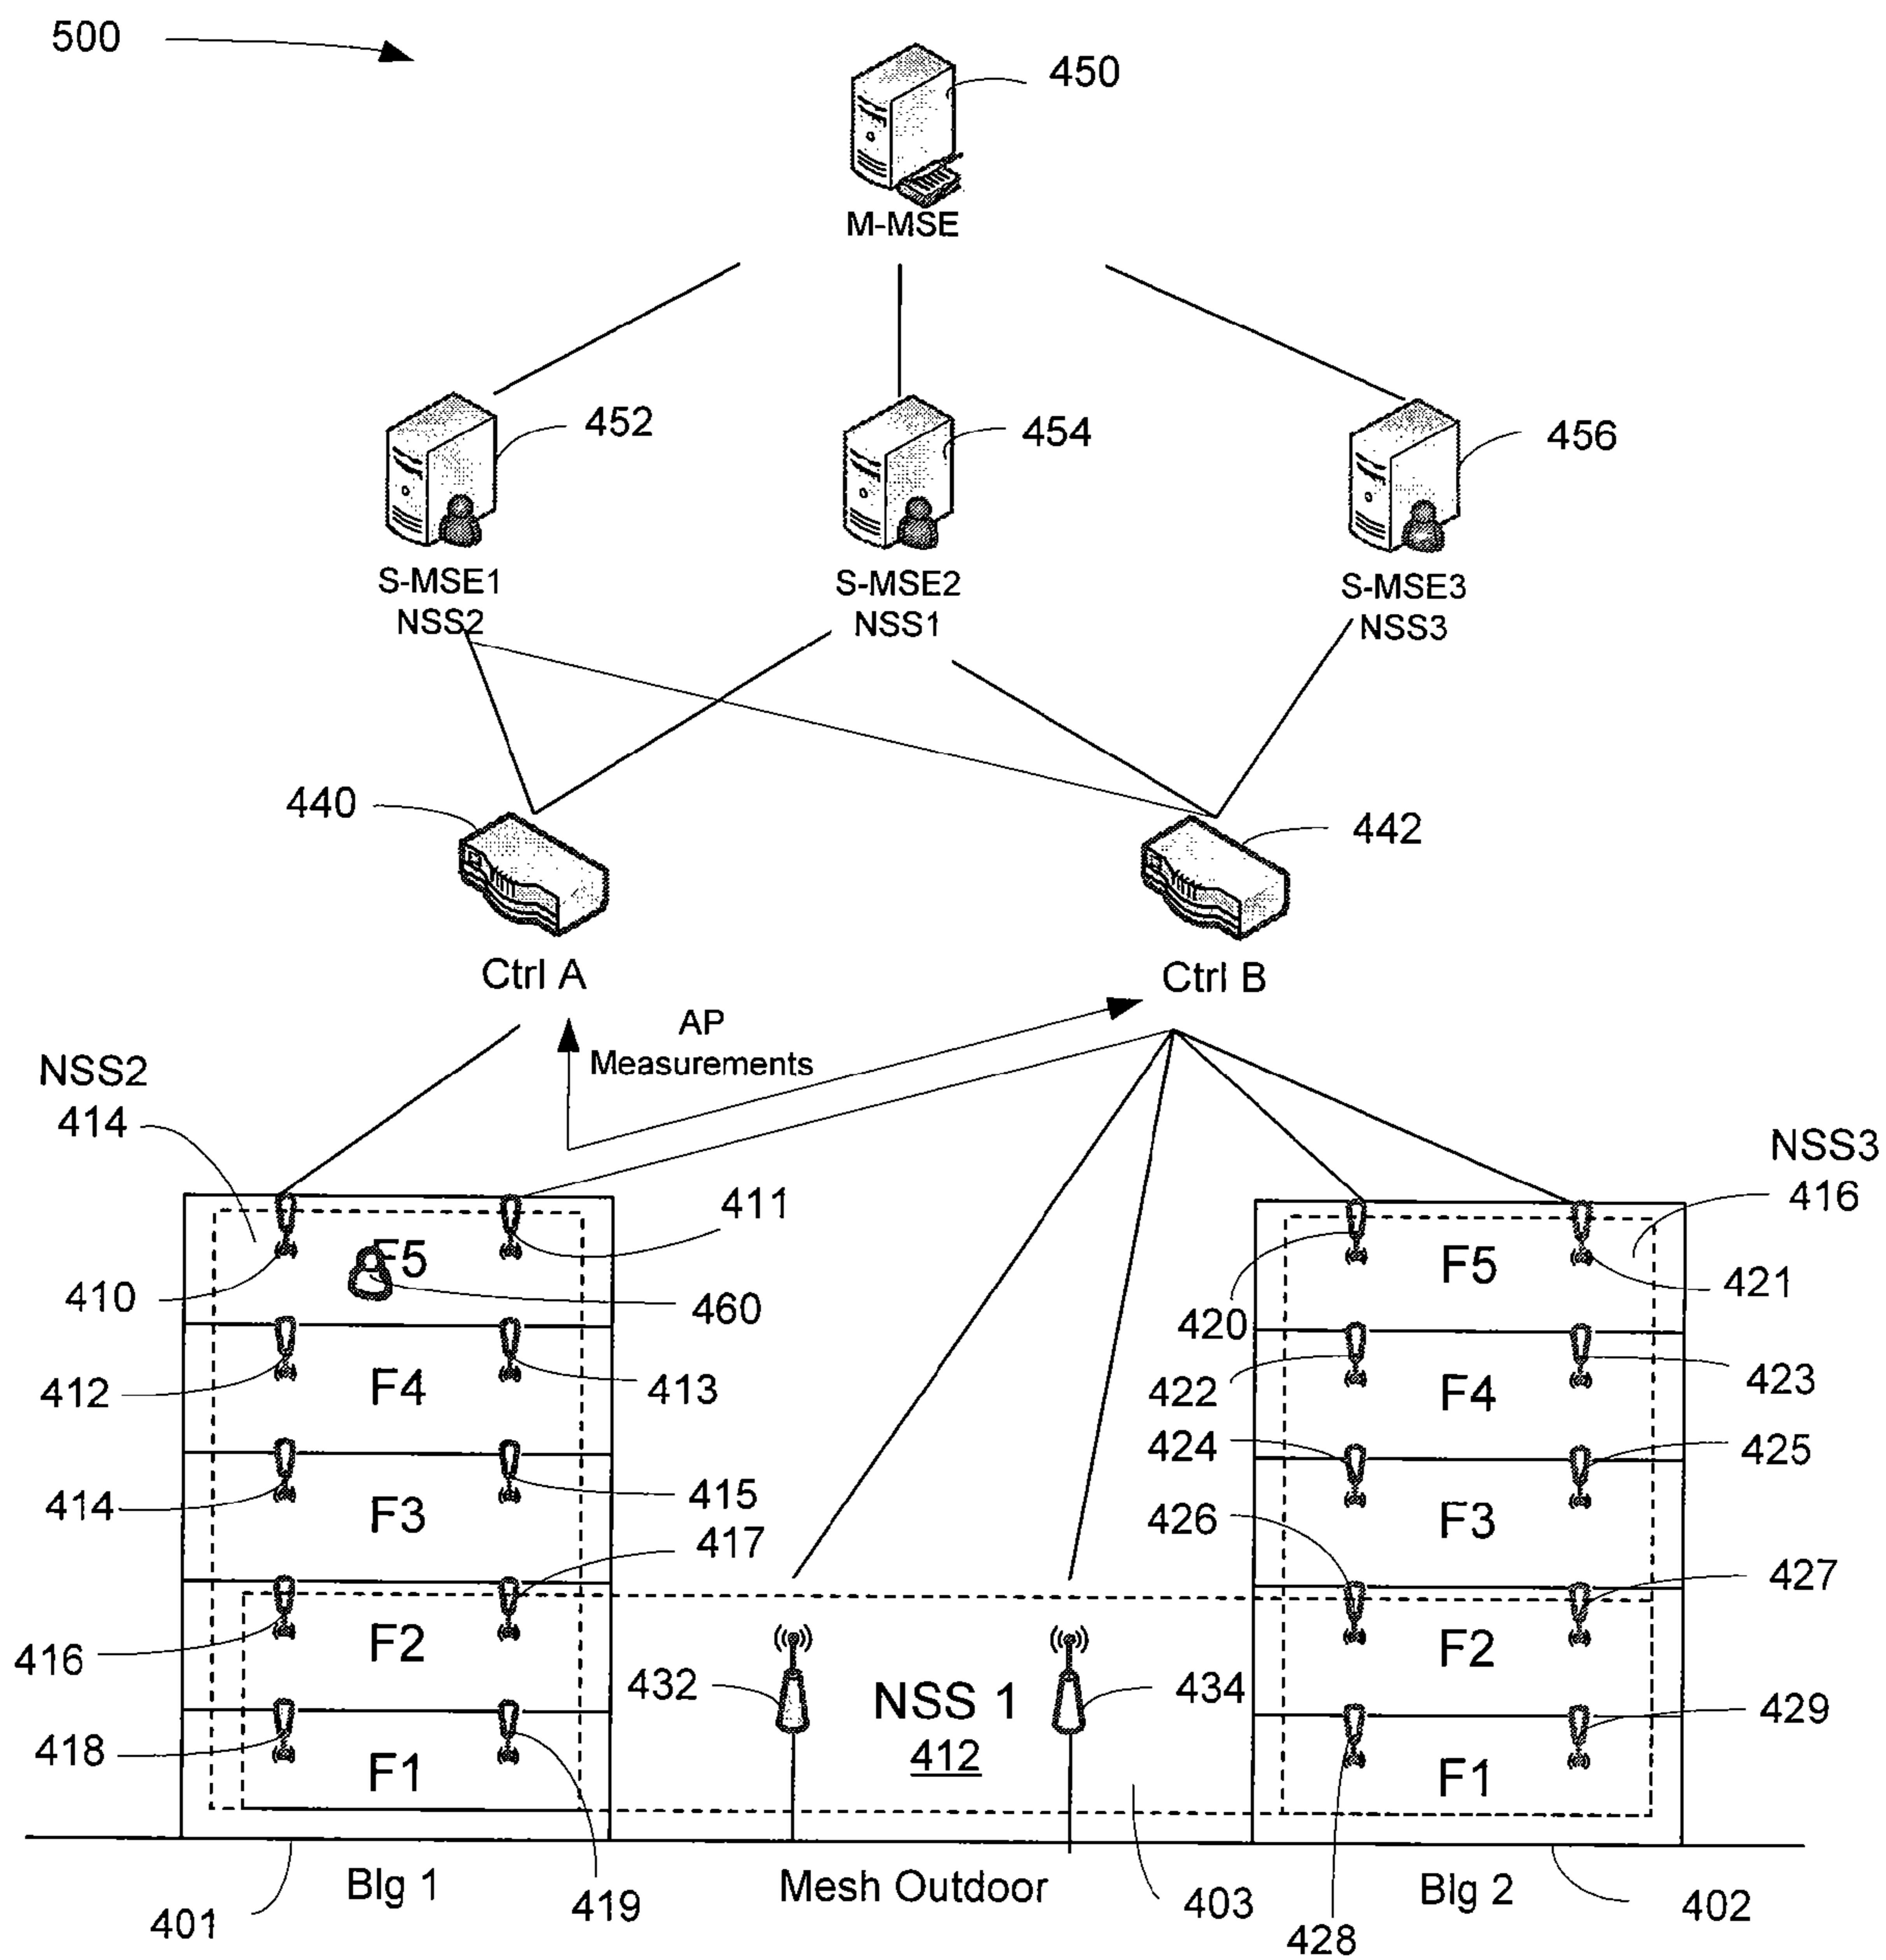 500
450
M-MSE
452
454
456
S-MSE1
NSS2
S-MSE2
NSS1
S-MSE3
NSS3
440
442
Ctrl A
Ctrl B
AP
Measurements
NSS2
414
NSS3
416
411
410
F5
460
F5
420
421
412
F4
413
422
F4
423
414
F3
415
424
F3
425
417
426
427
416
F2
432
NSS 1
412
434
F2
429
418
F1
F1
Blg 1
Mesh Outdoor
Blg 2
401
419
403
428
402